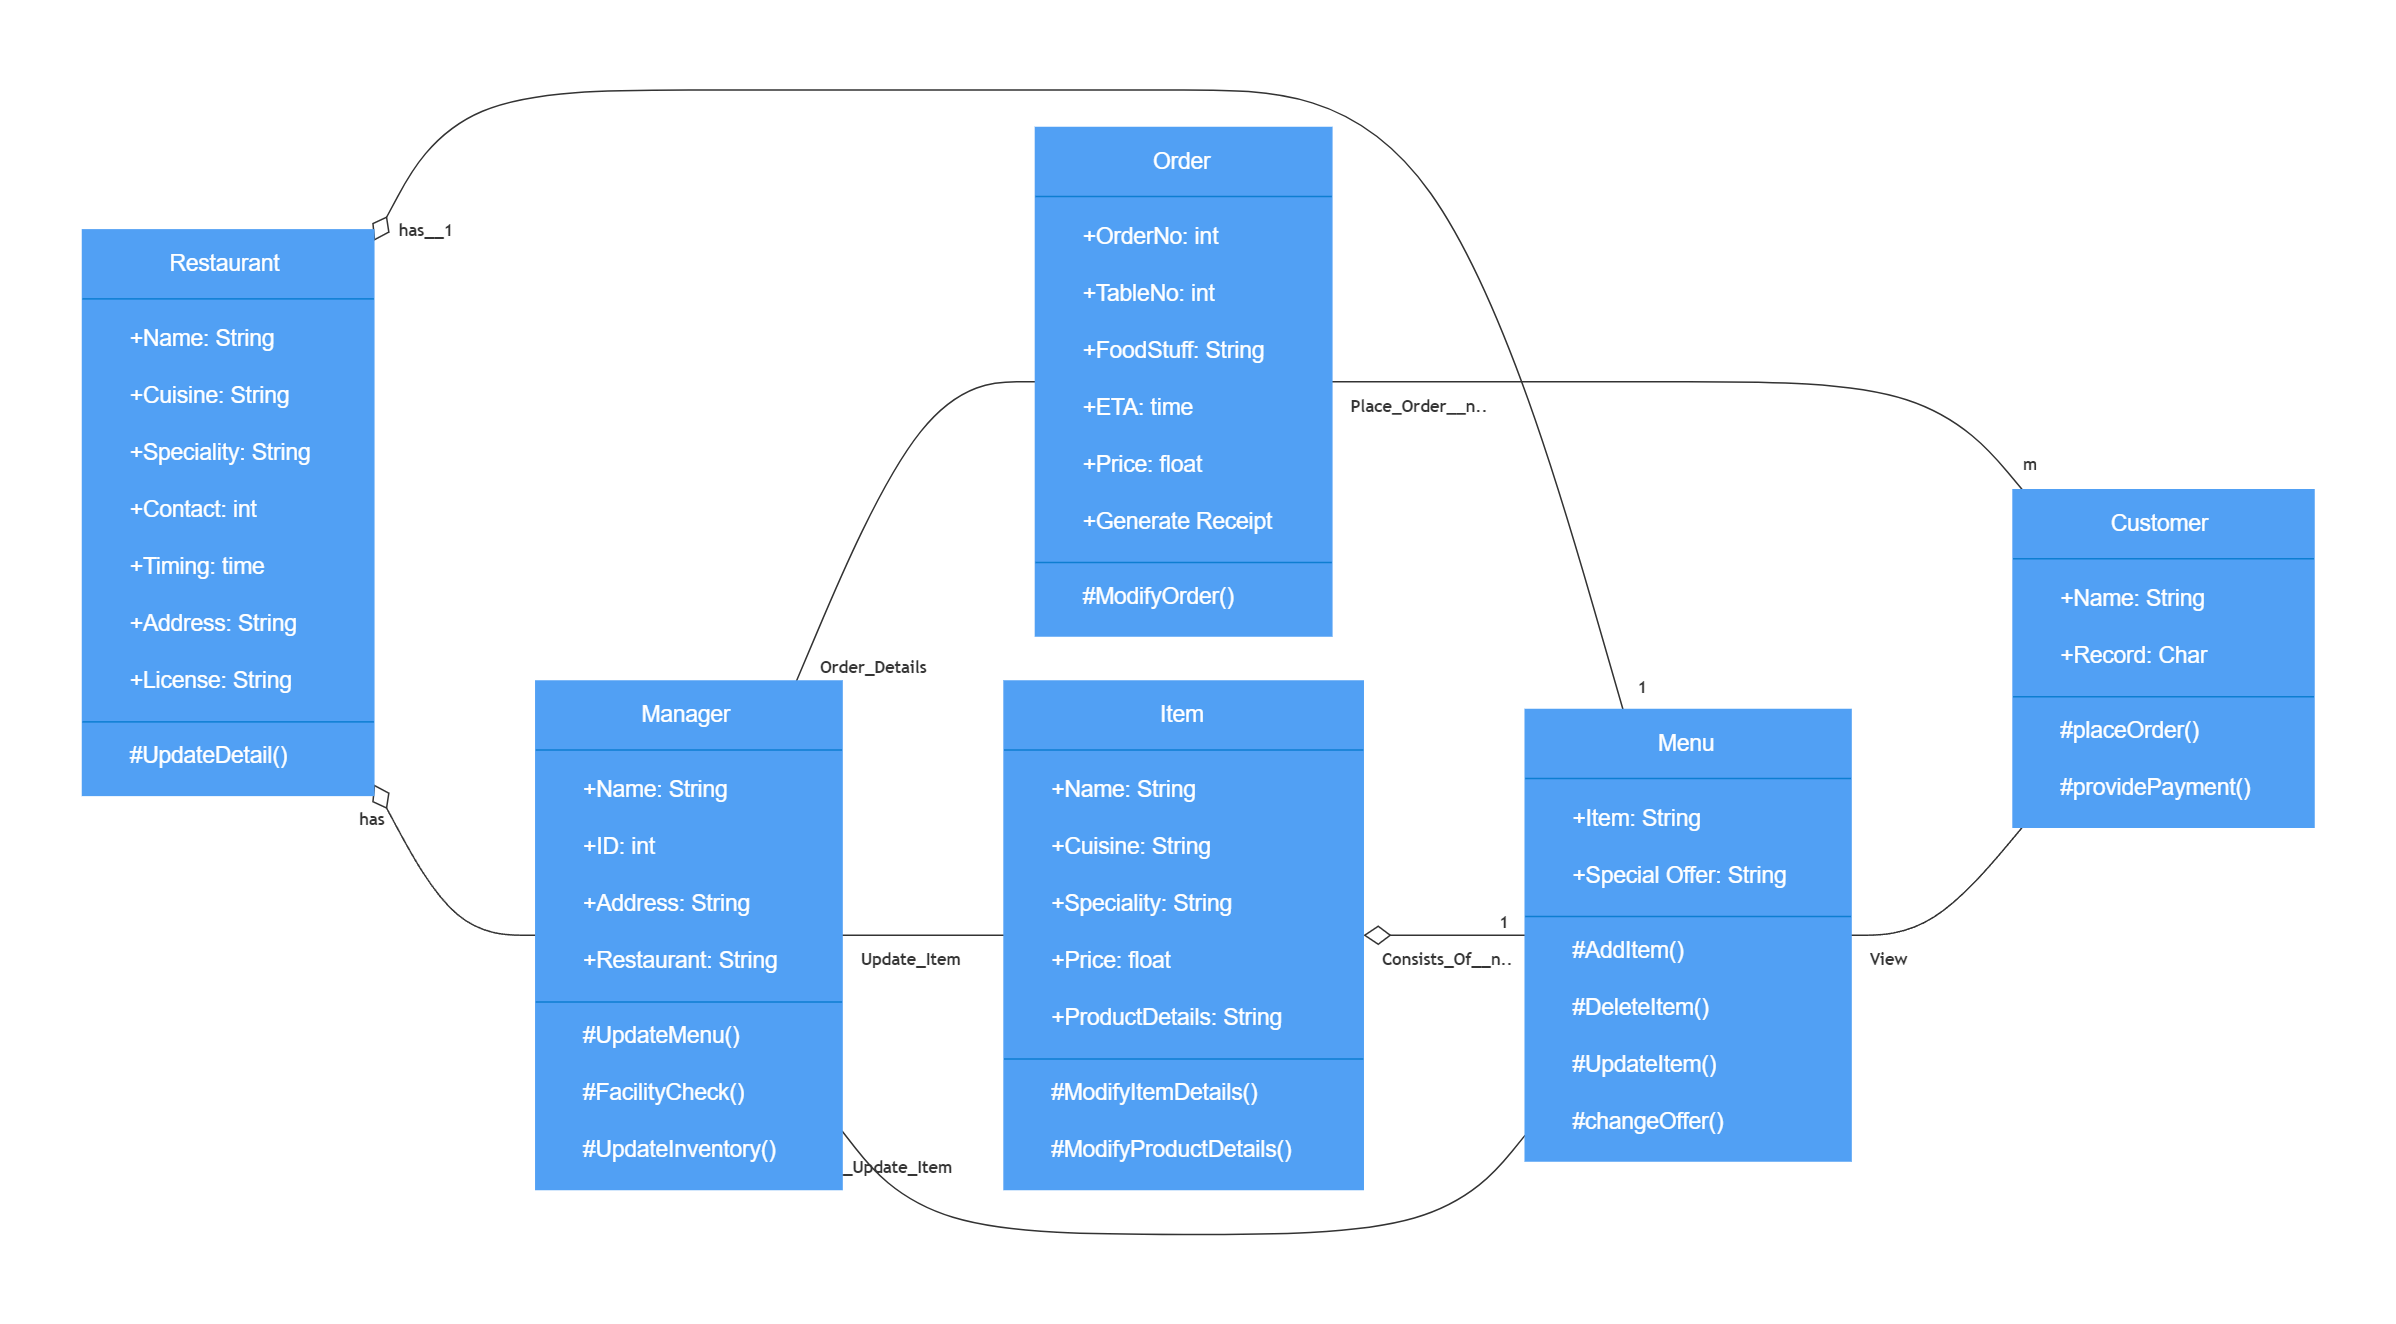 Restaurant
+Name: String
+Cuisine: String
+Speciality: String
+Contact: int
+Timing: time
+Address: String
+License: String
#UpdateDetail()
has__1
has
Manager
+Name: String
+ID: int
+Address: String
+Restaurant: String
#UpdateMenu()
#FacilityCheck()
#UpdateInventory()
Order_Details
Update_Item
_Update_Item
Order
+OrderNo: int
+TableNo: int
+FoodStuff: String
+ETA: time
+Price: float
+Generate Receipt
#ModifyOrder()
Place_Order__n..
m
Item
+Name: String
+Cuisine: String
+Speciality: String
+Price: float
+ProductDetails: String
#ModifyItemDetails()
#ModifyProductDetails()
1
Consists_Of__n..
1
Menu
+Item: String
+Special Offer: String
#AddItem()
#DeleteItem()
#UpdateItem()
#changeOffer()
View
Customer
+Name: String
+Record: Char
#placeOrder()
#providePayment()